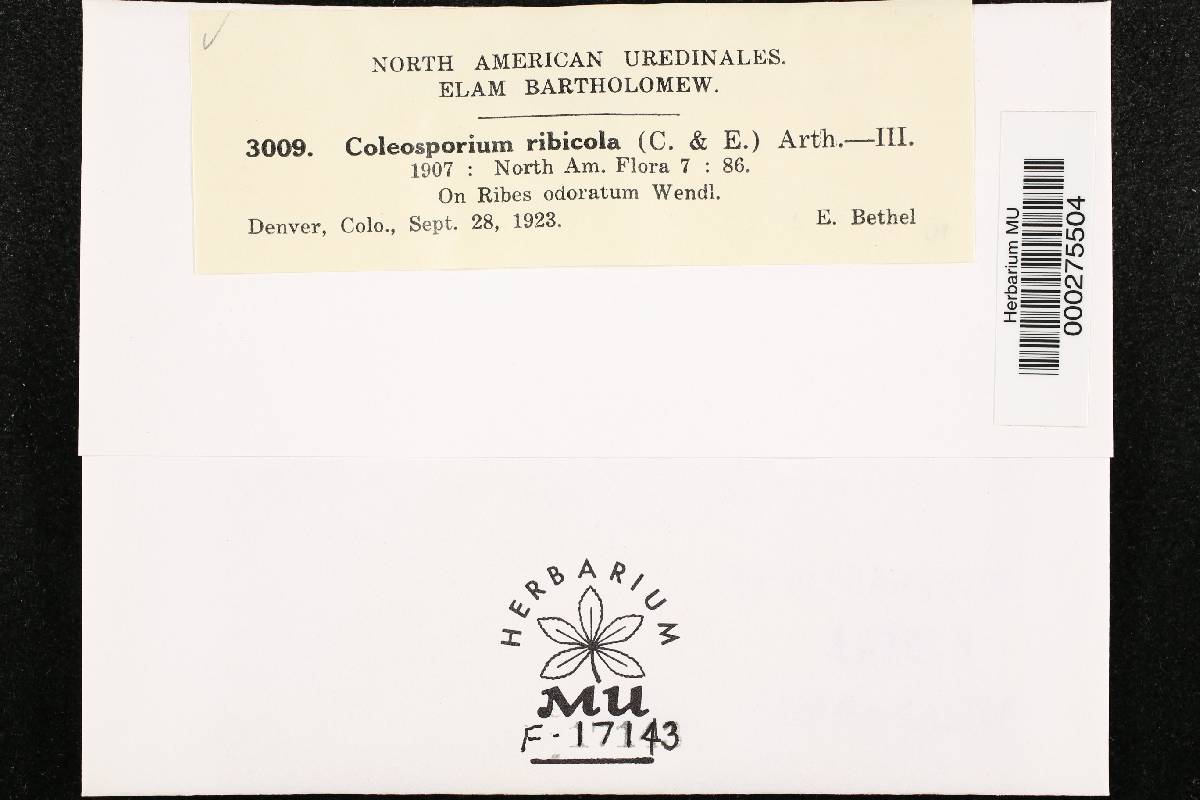 NORTH AMERICAN UREDINALES.
ELAM BARTHOLOMEW.
3009. Coleosporium ribicola (C. & E.) Arth.—III.
1907 : North Am. Flora 7 : 86.
On Ribes odoratum Wendl.
Denver, Colo., Sept. 28, 1923. E. Bethel
Herbarium MU
000275504
HERBARIUM
MU
F-17143